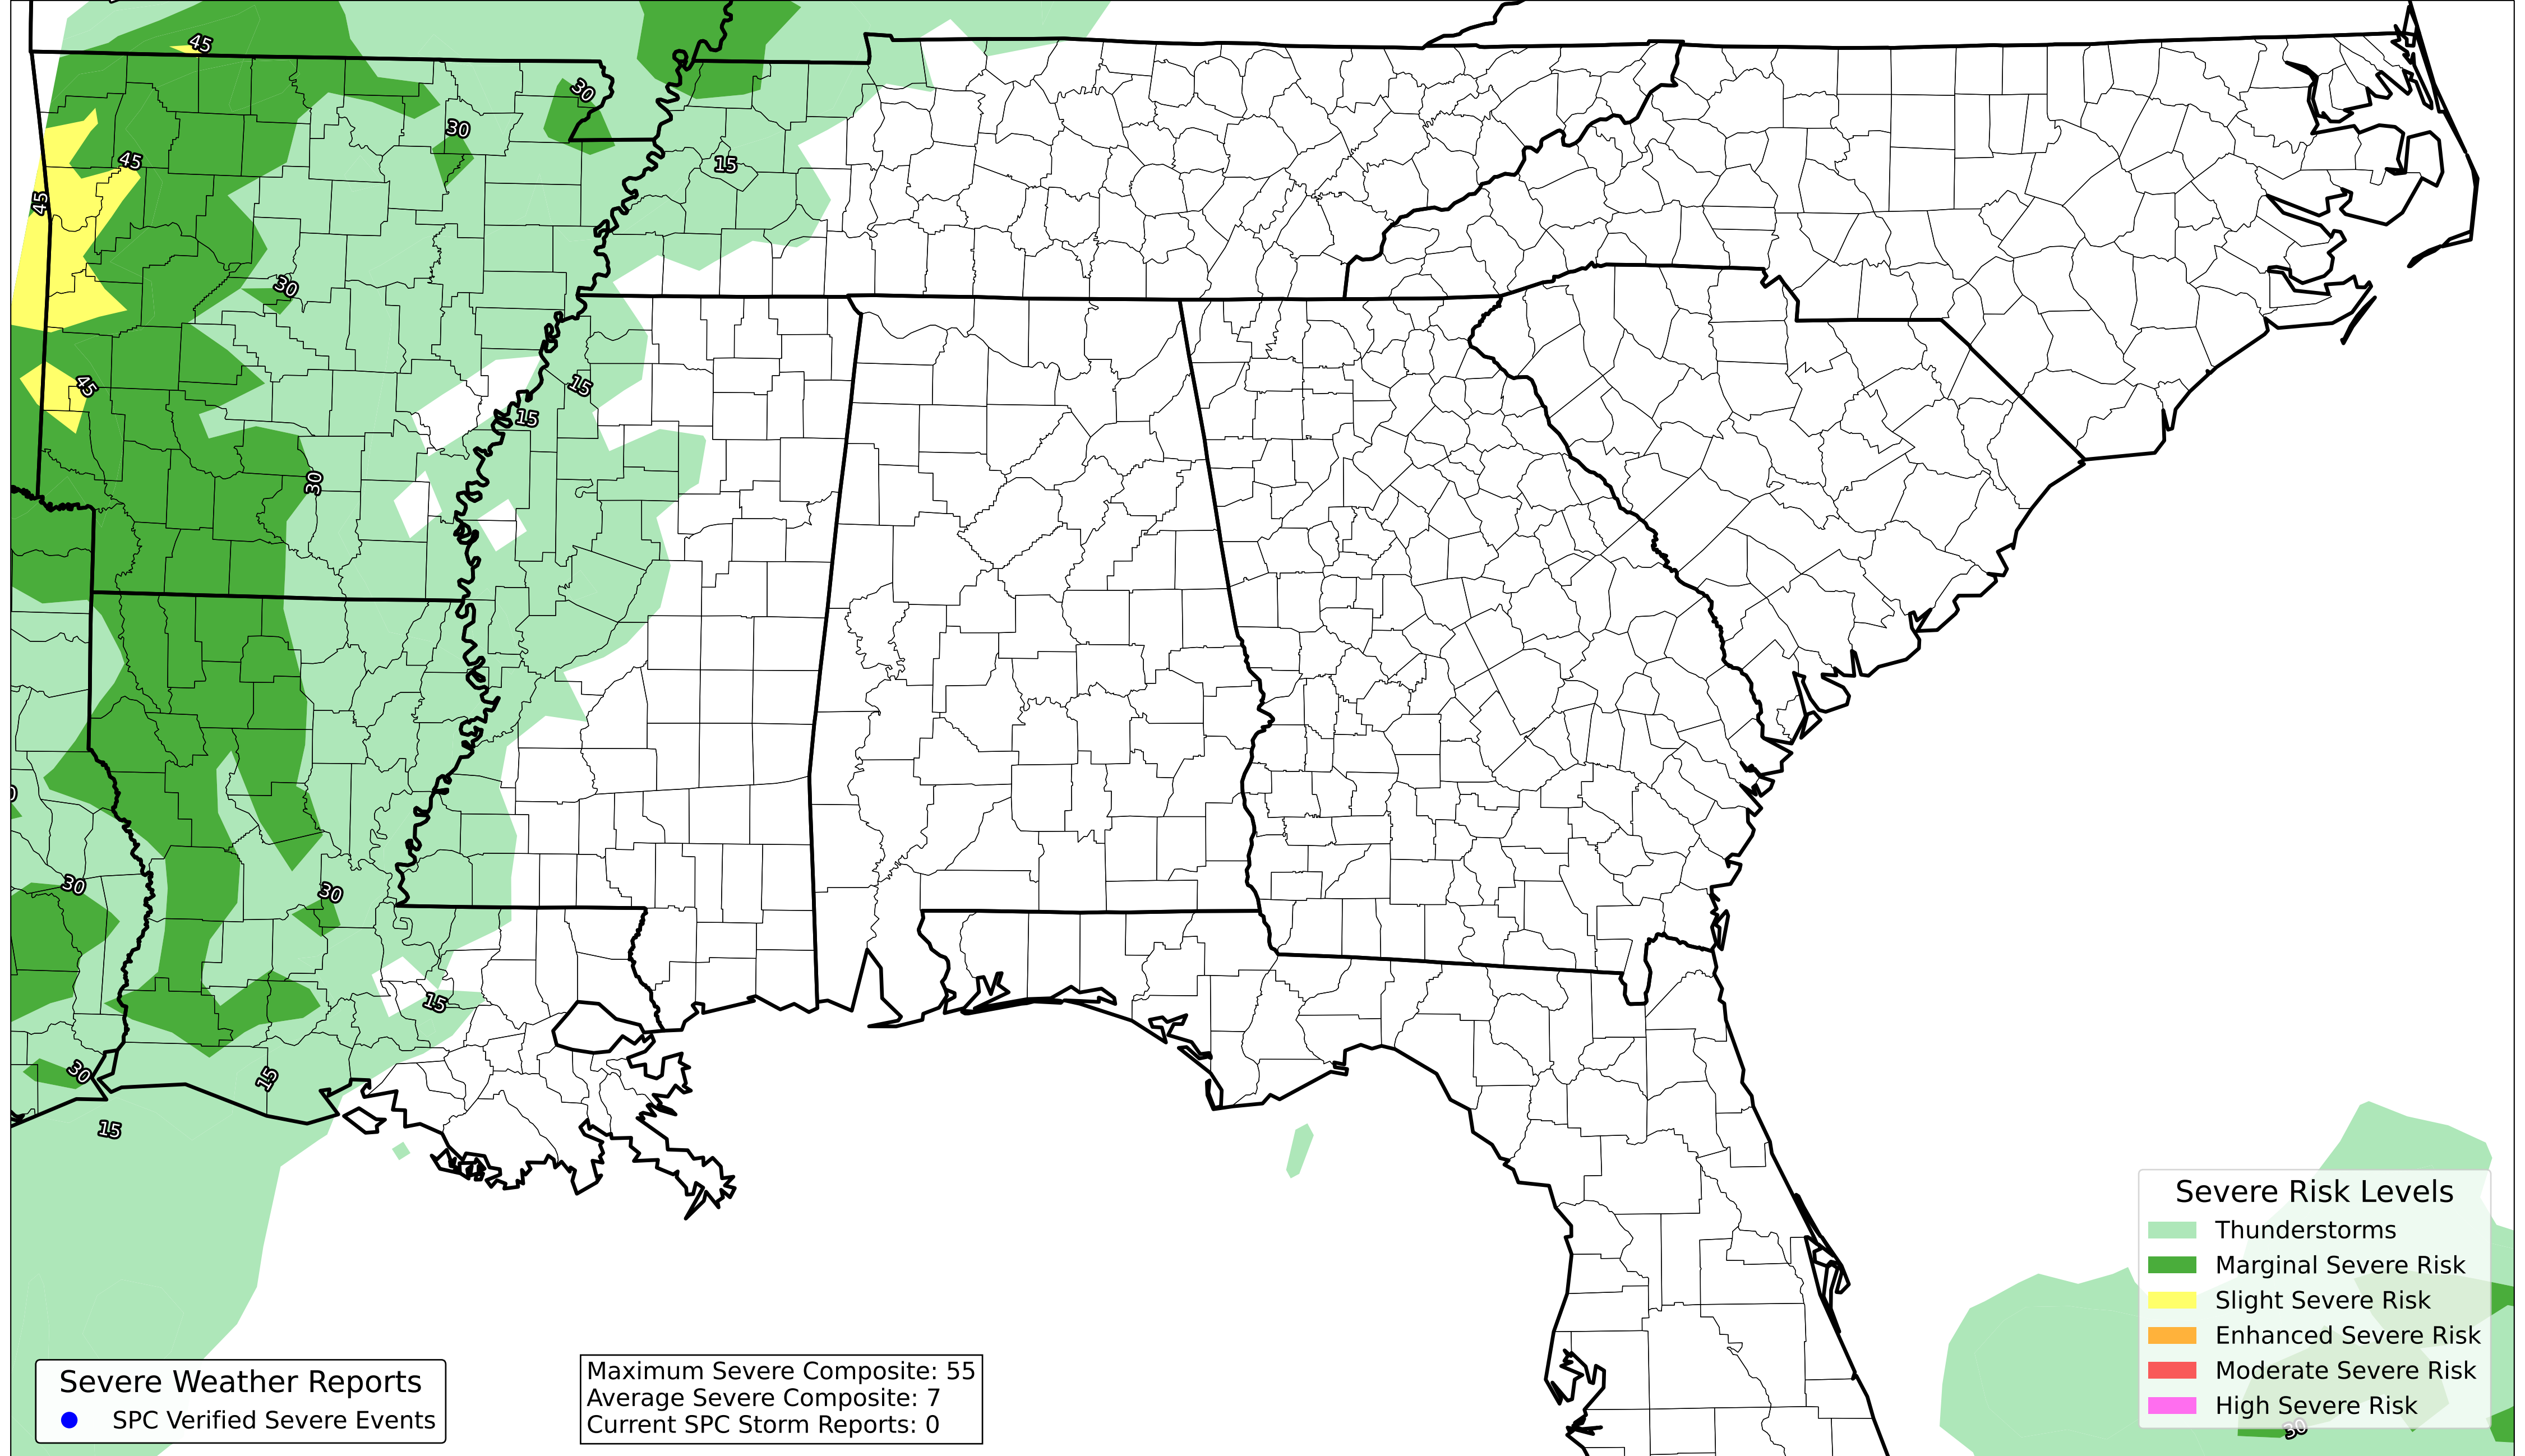 45
30
30
45
15
45
30
45
15
15
30
30
30
15
30
15
15
Severe Risk Levels
Thunderstorms
Marginal Severe Risk
Slight Severe Risk
Enhanced Severe Risk
Moderate Severe Risk
High Severe Risk
30
Severe Weather Reports
SPC Verified Severe Events
Maximum Severe Composite: 55
Average Severe Composite: 7
Current SPC Storm Reports: 0